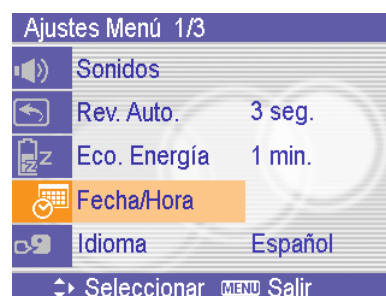 Ajustes Menú 1/3
Sonidos
Rev. Auto. 3 seg.
Eco. Energía 1 min.
Fecha/Hora
Idioma Español
Seleccionar MENU Salir